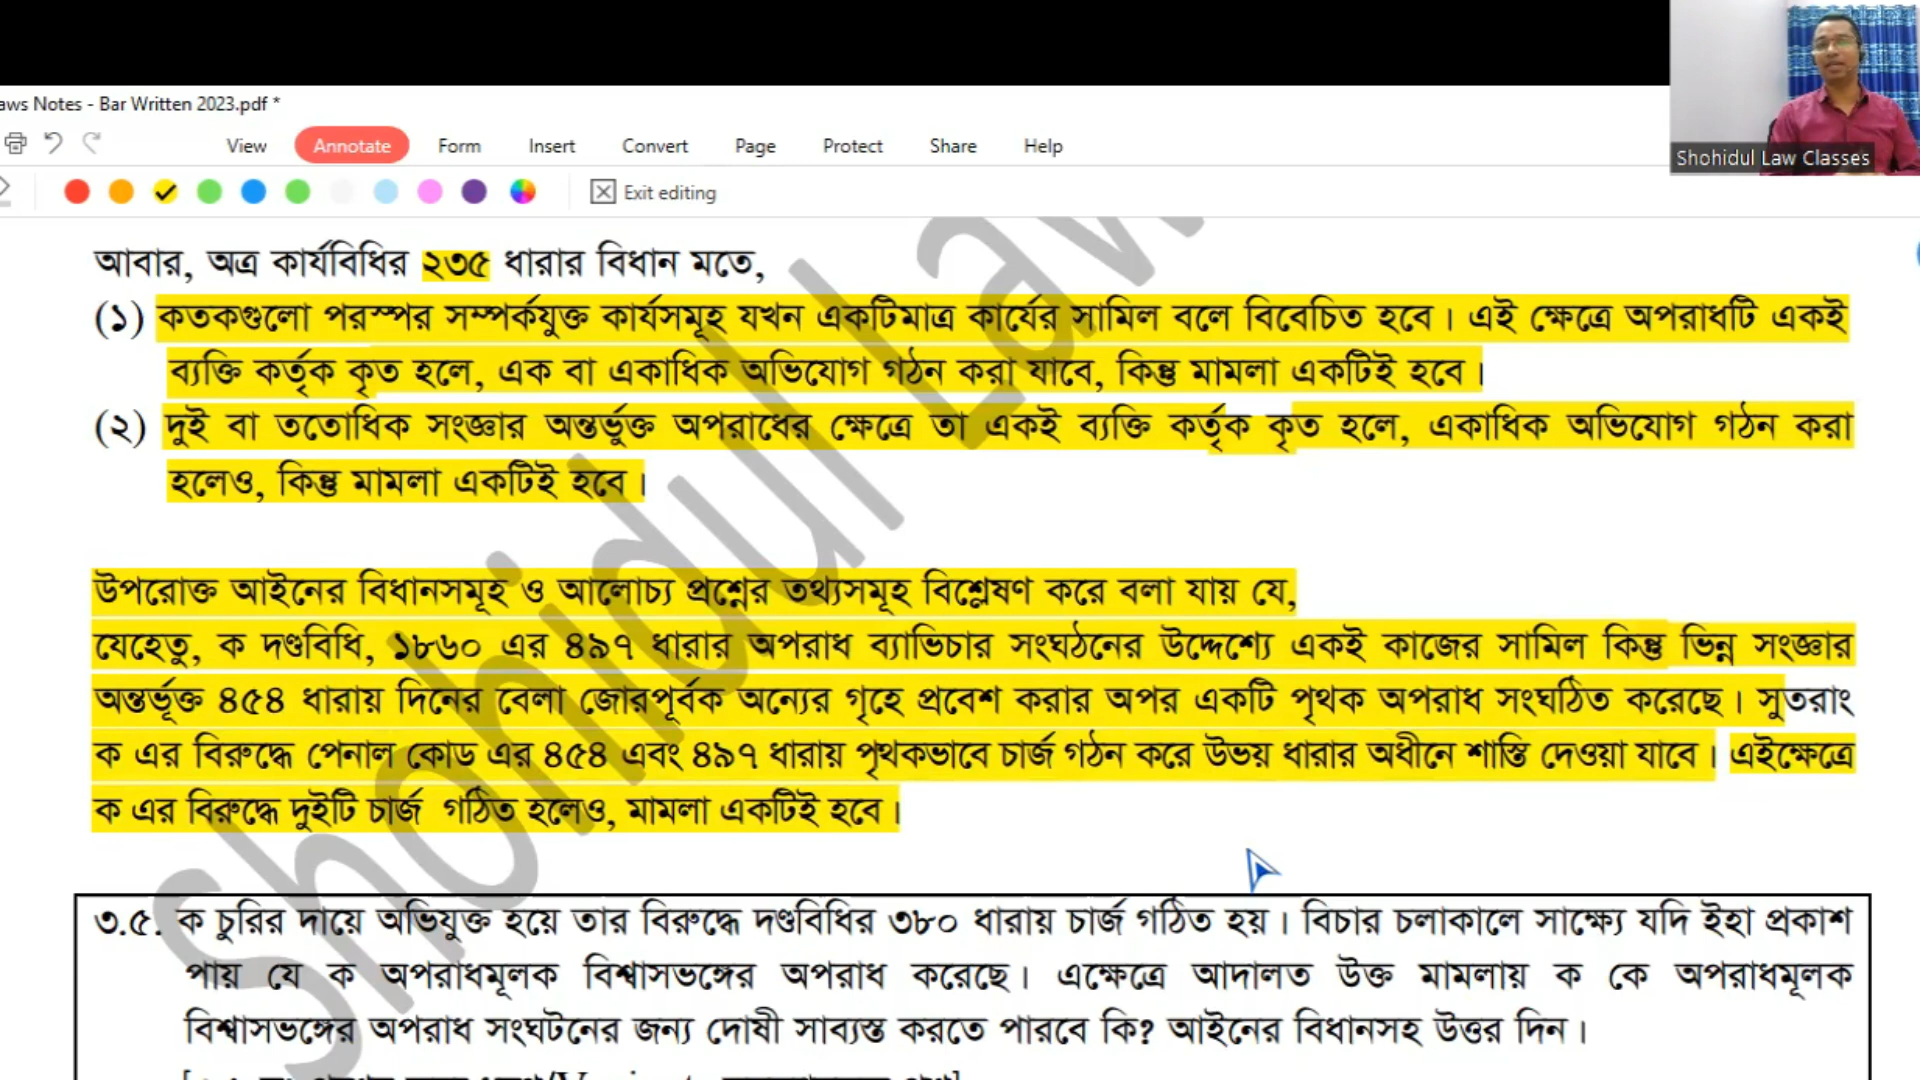 aws Notes - Bar Written 2023.pdf *
View Annotate Form Insert Convert Page Protect Share Help
Exit editing
Shohidul Law Classes
আবার, অত্র কার্যবিধির ২৩৫ ধারার বিধান মতে,
(১) কতকগুলো পরস্পর সম্পর্কযুক্ত কার্যসমূহ যখন একটিমাত্র কার্যের সামিল বলে বিবেচিত হবে। এই ক্ষেত্রে অপরাধটি একই
ব্যক্তি কর্তৃক কৃত হলে, এক বা একাধিক অভিযোগ গঠন করা যাবে, কিন্তু মামলা একটিই হবে।
(২) দুই বা ততোধিক সংজ্ঞার অন্তর্ভুক্ত অপরাধের ক্ষেত্রে তা একই ব্যক্তি কর্তৃক কৃত হলে, একাধিক অভিযোগ গঠন করা
হলেও, কিন্তু মামলা একটিই হবে।
উপরোক্ত আইনের বিধানসমূহ ও আলোচ্য প্রশ্নের তথ্যসমূহ বিশ্লেষণ করে বলা যায় যে,
যেহেতু, ক দণ্ডবিধি, ১৮৬০ এর ৪৯৭ ধারার অপরাধ ব্যাভিচার সংঘঠনের উদ্দেশ্যে একই কাজের সামিল কিন্তু ভিন্ন সংজ্ঞার
অন্তর্ভূক্ত ৪৫৪ ধারায় দিনের বেলা জোরপূর্বক অন্যের গৃহে প্রবেশ করার অপর একটি পৃথক অপরাধ সংঘঠিত করেছে। সুতরাং
ক এর বিরুদ্ধে পেনাল কোড এর ৪৫৪ এবং ৪৯৭ ধারায় পৃথকভাবে চার্জ গঠন করে উভয় ধারার অধীনে শাস্তি দেওয়া যাবে। এইক্ষেত্রে
ক এর বিরুদ্ধে দুইটি চার্জ গঠিত হলেও, মামলা একটিই হবে।
Shohidul Law
৩.৫. ক চুরির দায়ে অভিযুক্ত হয়ে তার বিরুদ্ধে দণ্ডবিধির ৩৮০ ধারায় চার্জ গঠিত হয়। বিচার চলাকালে সাক্ষ্যে যদি ইহা প্রকাশ
পায় যে ক অপরাধমূলক বিশ্বাসভঙ্গের অপরাধ করেছে। এক্ষেত্রে আদালত উক্ত মামলায় ক কে অপরাধমূলক
বিশ্বাসভঙ্গের অপরাধ সংঘটনের জন্য দোষী সাব্যস্ত করতে পারবে কি? আইনের বিধানসহ উত্তর দিন।